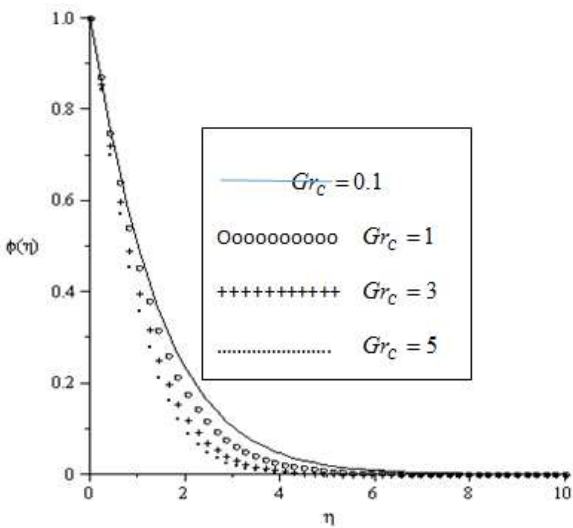 1.0
0.8
0.6
0.4
0.2
0
ϕ(η)
0
2
4
6
8
10
η
Gr_C = 0.1
Ooooooooooo Gr_C = 1
+++++++++++ Gr_C = 3
........................ Gr_C = 5